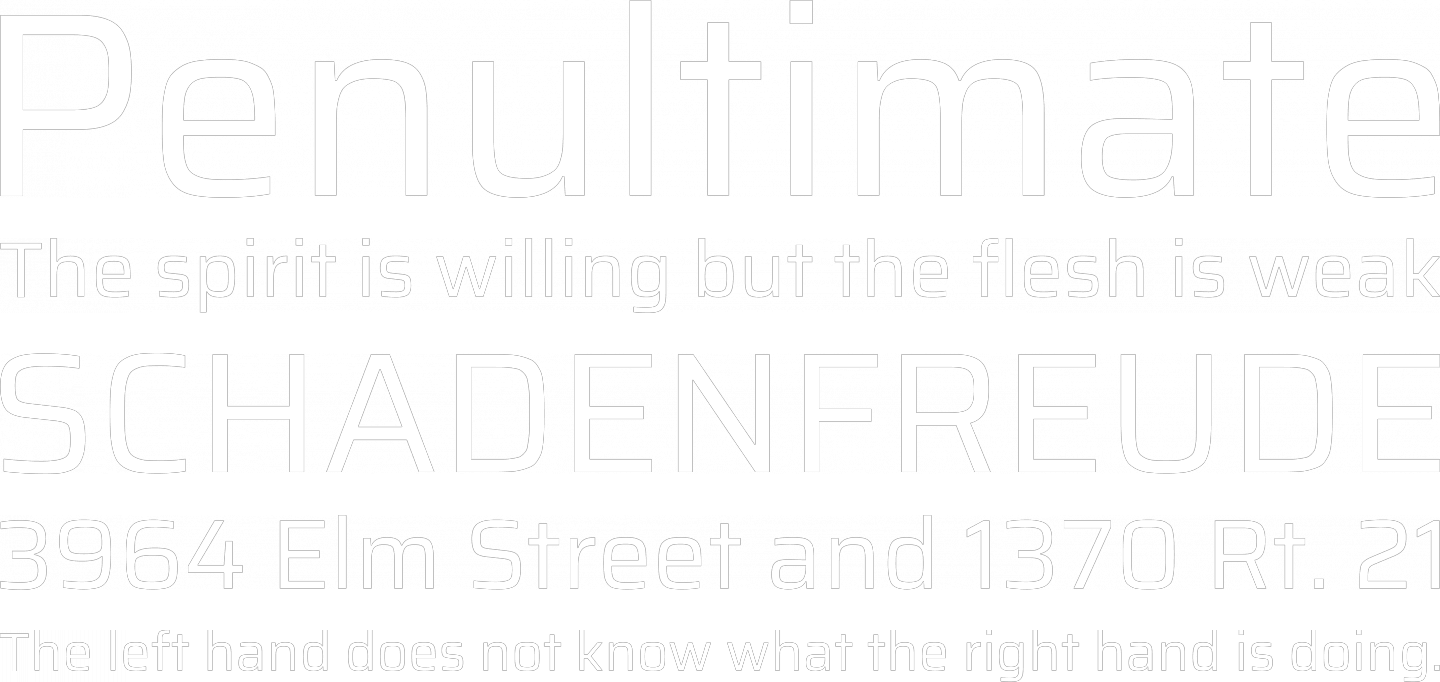 Penultimate
The spirit is willing but the flesh is weak
SCHADENFREUDE
3964 Elm Street and 1370 Rt. 21
The left hand does not know what the right hand is doing.